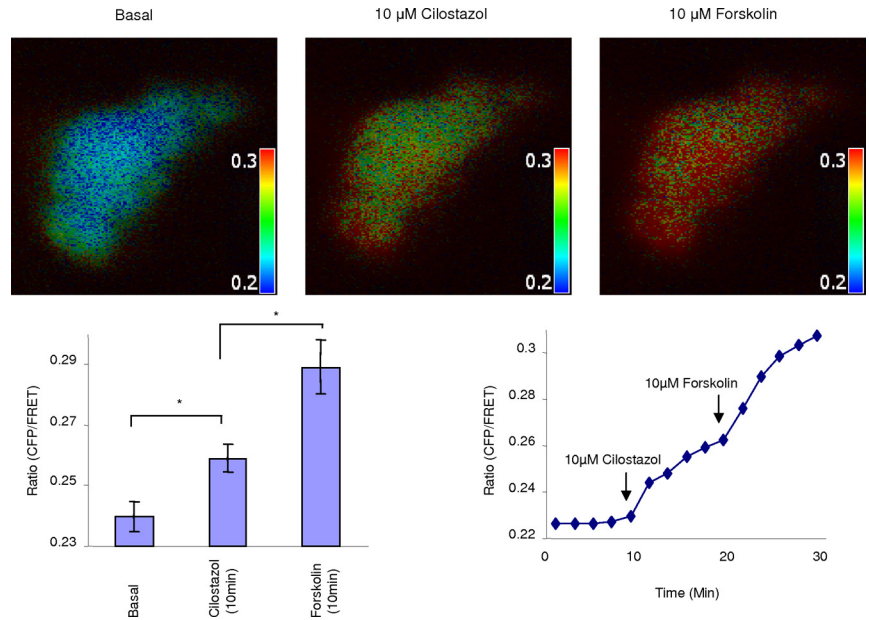 Basal
10 µM Cilostazol
10 µM Forskolin
0.3
0.2
0.3
0.2
0.3
0.2
*
*
Ratio (CFP/FRET)
0.29
0.27
0.25
0.23
Basal
Cilostazol
(10min)
Forskolin
(10min)
Ratio (CFP/FRET)
0.3
0.28
0.26
0.24
0.22
10µM Forskolin
10µM Cilostazol
0
10
20
30
Time (Min)